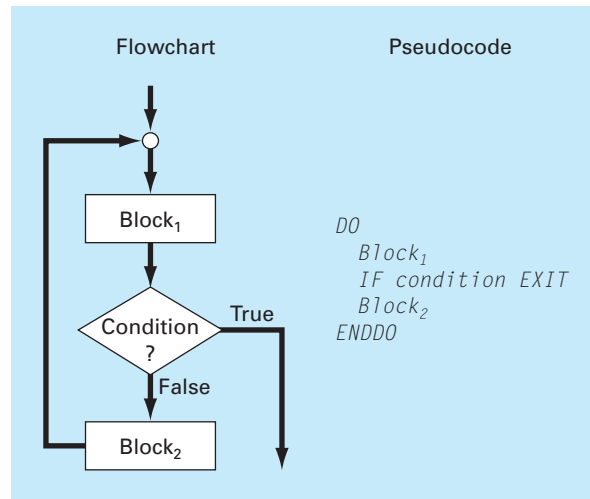 Flowchart
Pseudocode
Block₁
Condition
?
True
False
Block₂
DO
Block₁
IF condition EXIT
Block₂
ENDDO